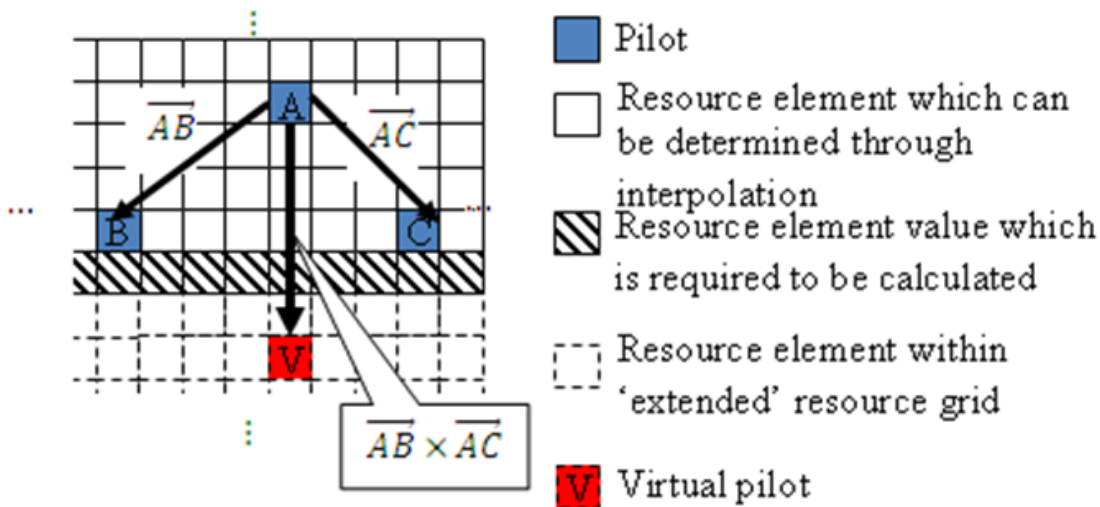 A
AB
AC
B
C
V
AB × AC
Pilot
Resource element which can
be determined through
interpolation
Resource element value which
is required to be calculated
Resource element within
‘extended’ resource grid
V
Virtual pilot